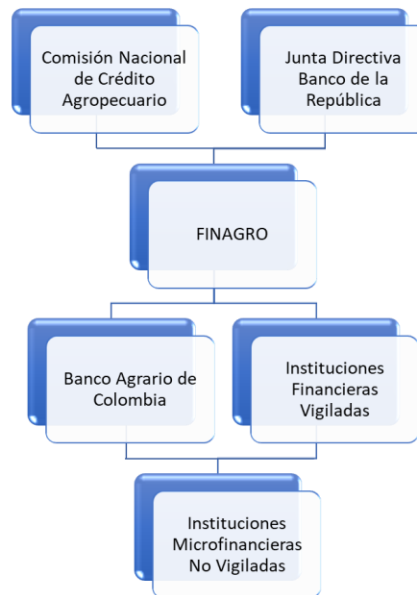 Comisión Nacional
de Crédito
Agropecuario
Junta Directiva
Banco de la
República
FINAGRO
Banco Agrario de
Colombia
Instituciones
Financieras
Vigiladas
Instituciones
Microfinancieras
No Vigiladas